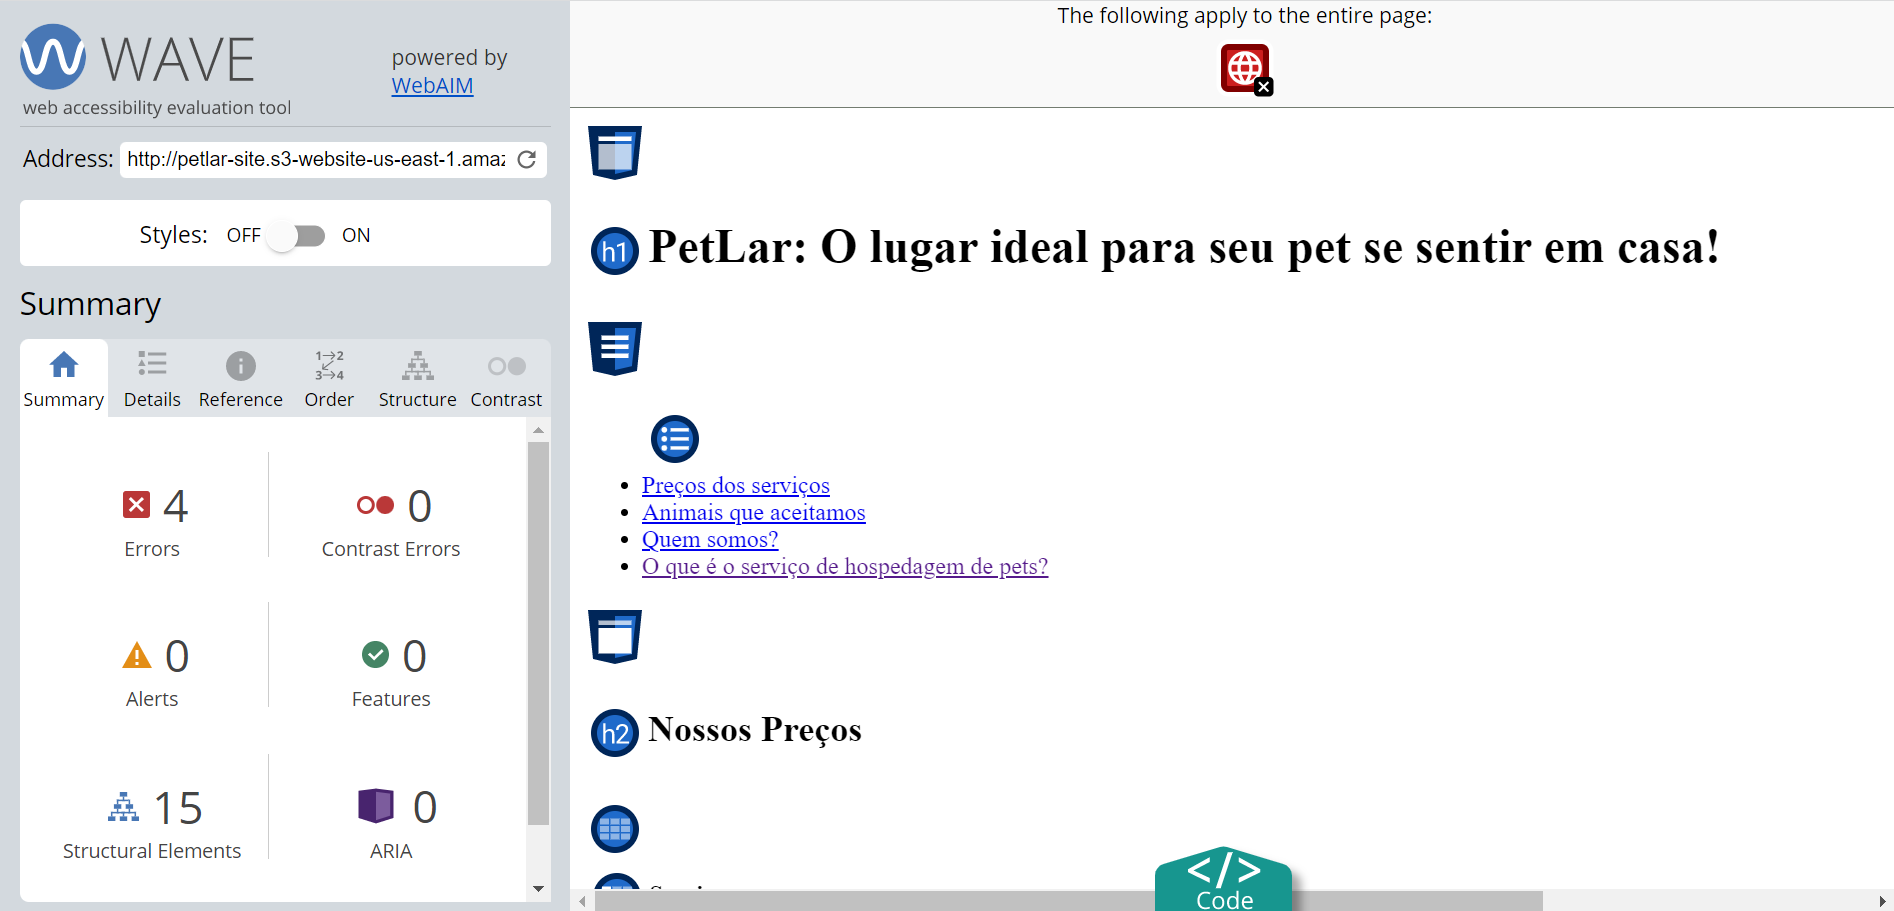 WAVE
web accessibility evaluation tool
powered by
WebAIM
Address: http://petlar-site.s3-website-us-east-1.amaz
Styles: OFF ON
Summary
1 2
3 4
Summary Details Reference Order Structure Contrast
4
Errors
0
Contrast Errors
0
Alerts
0
Features
15
Structural Elements
0
ARIA
The following apply to the entire page:
h1 PetLar: O lugar ideal para seu pet se sentir em casa!
Preços dos serviços
Animais que aceitamos
Quem somos?
O que é o serviço de hospedagem de pets?
h2 Nossos Preços
</> Code